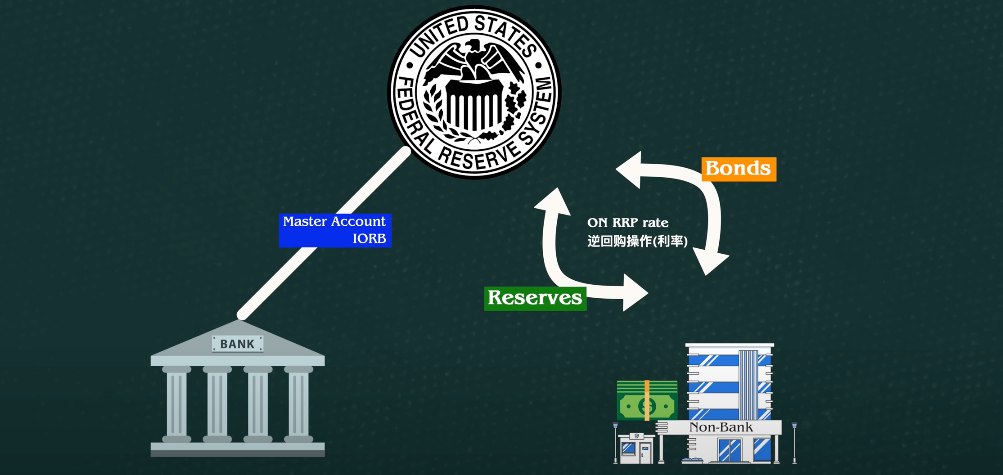 UNITED STATES
FEDERAL RESERVE SYSTEM
Bonds
Master Account
IORB
ON RRP rate
逆回购操作(利率)
Reserves
BANK
Non-Bank